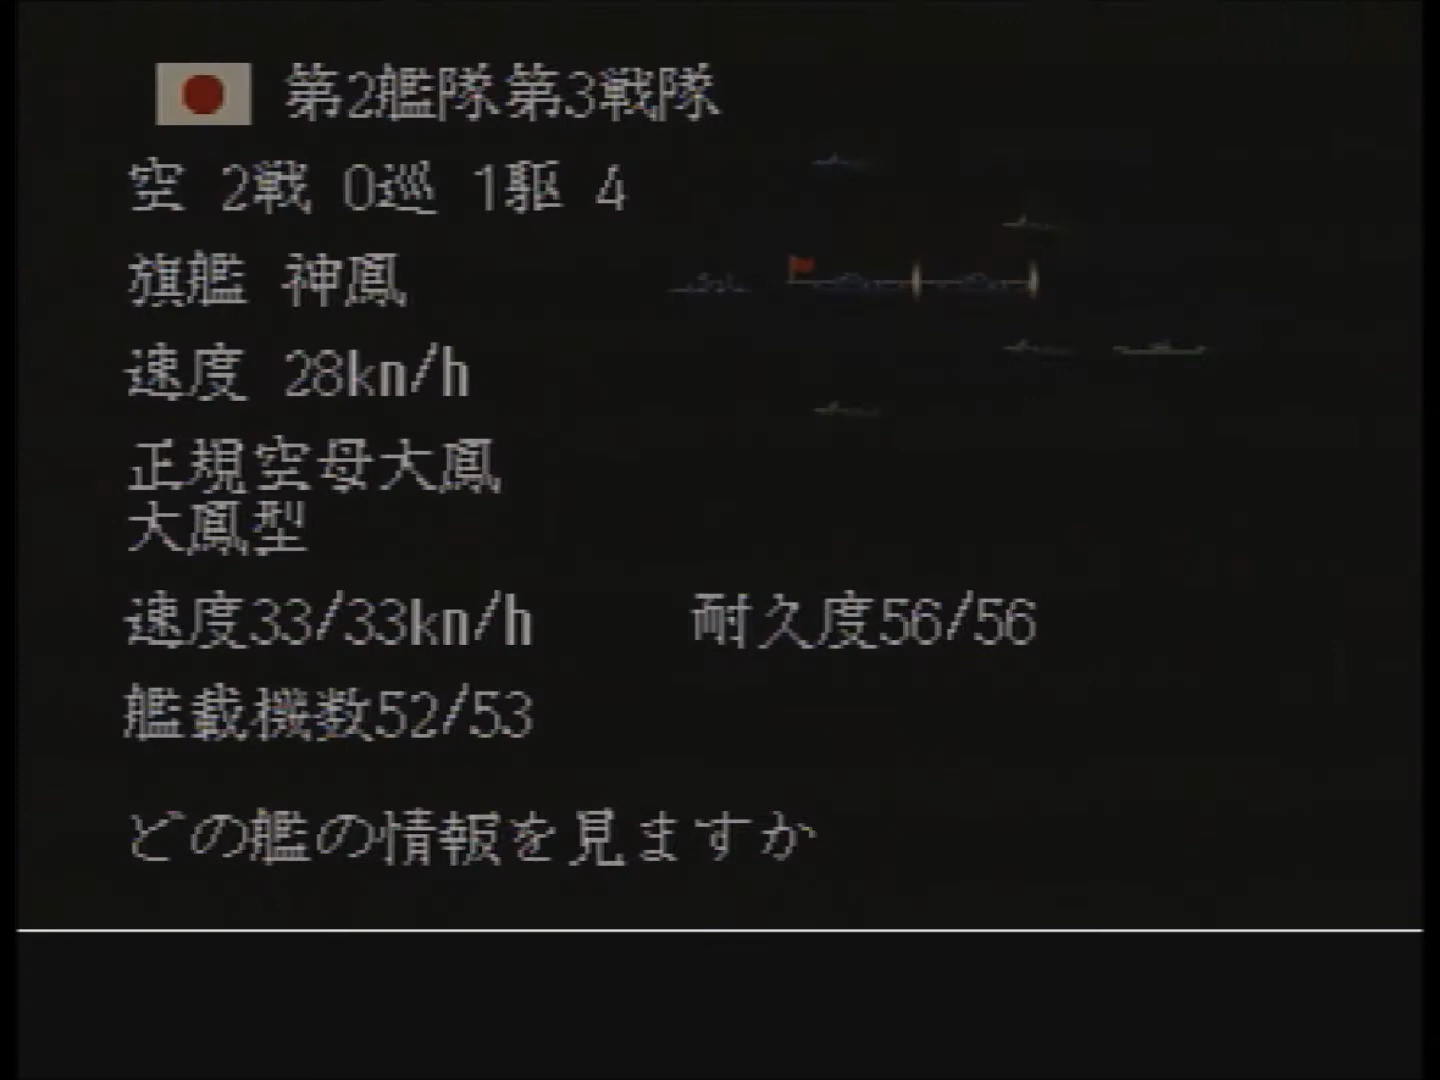 第2艦隊第3戦隊
空 2戦 0巡 1駆 4
旗艦 神鳳
速度 28kn/h
正規空母大鳳
大鳳型
速度33/33kn/h 耐久度56/56
艦載機数52/53
どの艦の情報を見ますか